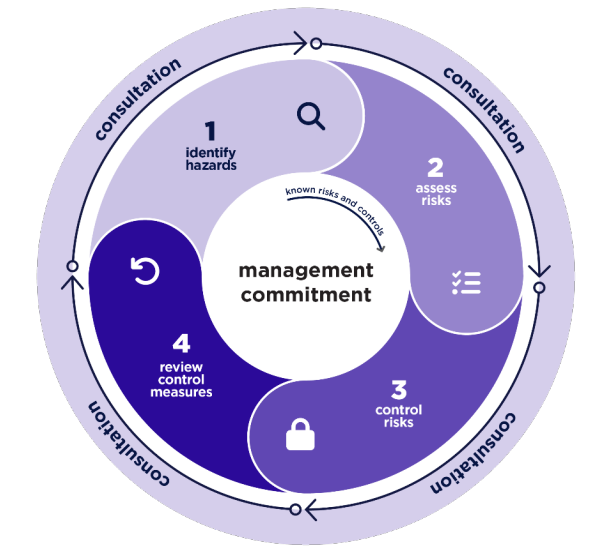 consultation
consultation
1
identify
hazards
2
assess
risks
known risks and controls
management
commitment
4
review
control
measures
3
control
risks
consultation
consultation